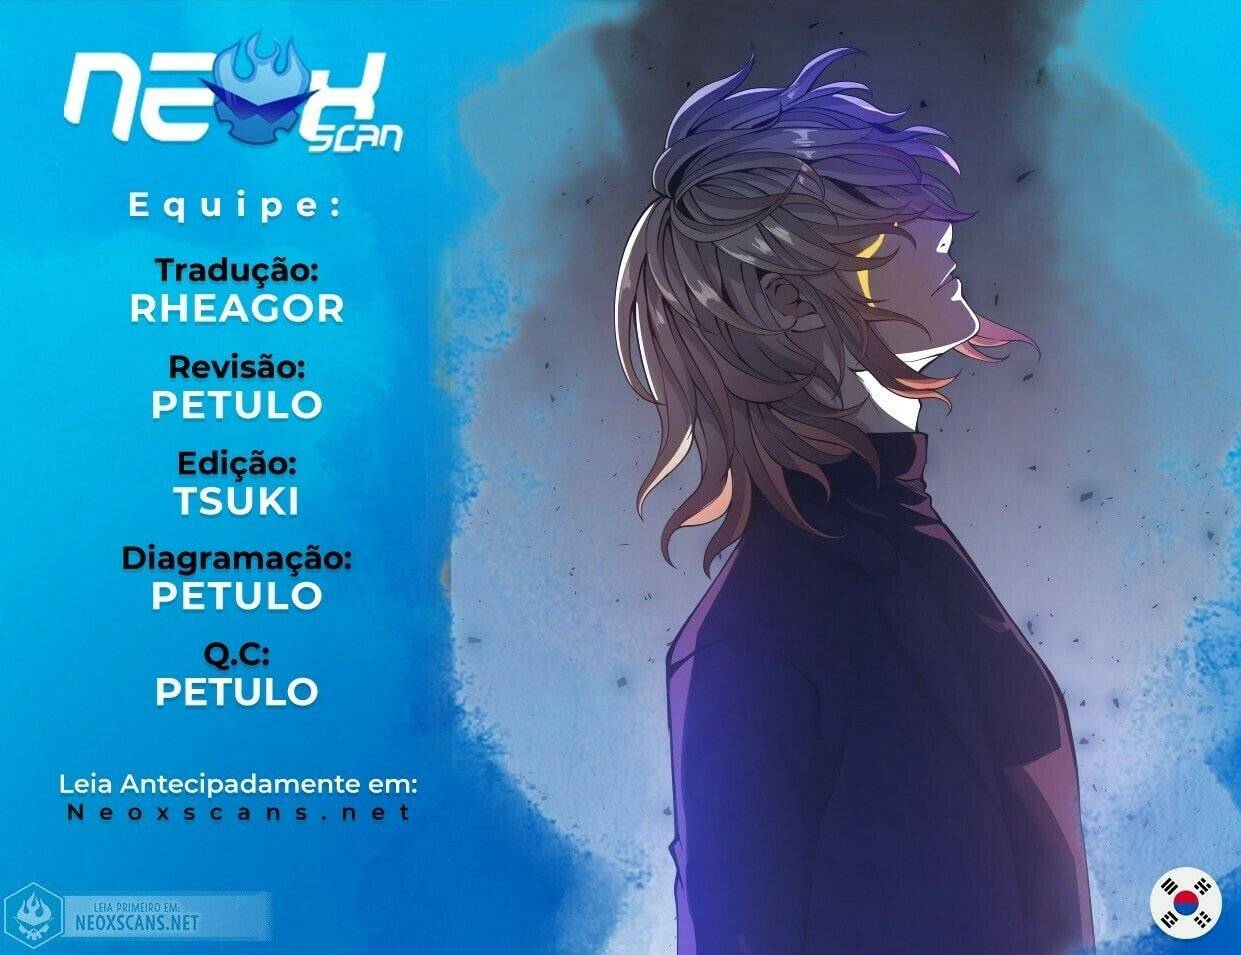 NEOX
SCAN
Equipe:
Tradução:
RHEAGOR
Revisão:
PETULO
Edição:
TSUKI
Diagramação:
PETULO
Q.C:
PETULO
Leia Antecipadamente em:
Neoxscans.net
LEIA PRIMEIRO EM:
NEOXSCANS.NET